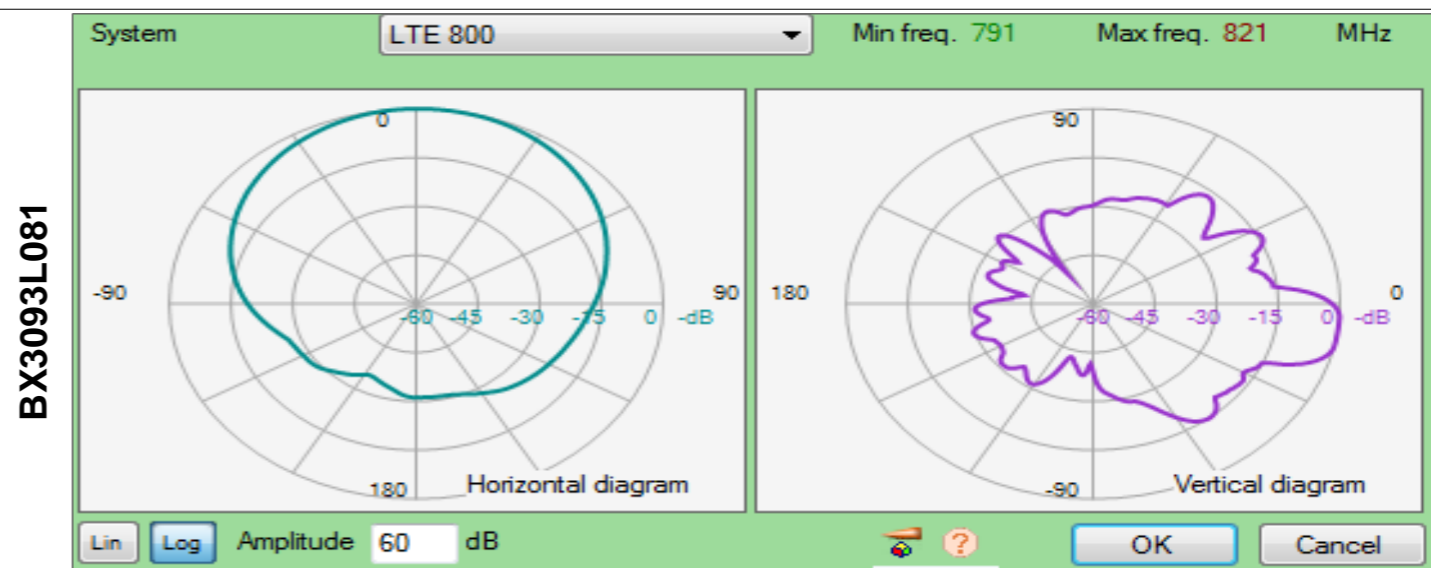 BX3093L081
System LTE 800 Min freq. 791 Max freq. 821 MHz
0
-90 90
-60 -45 -30 -15 0 -dB
180 Horizontal diagram
90
180 0
-60 -45 -30 -15 0 -dB
-90 Vertical diagram
Lin Log Amplitude 60 dB ? OK Cancel